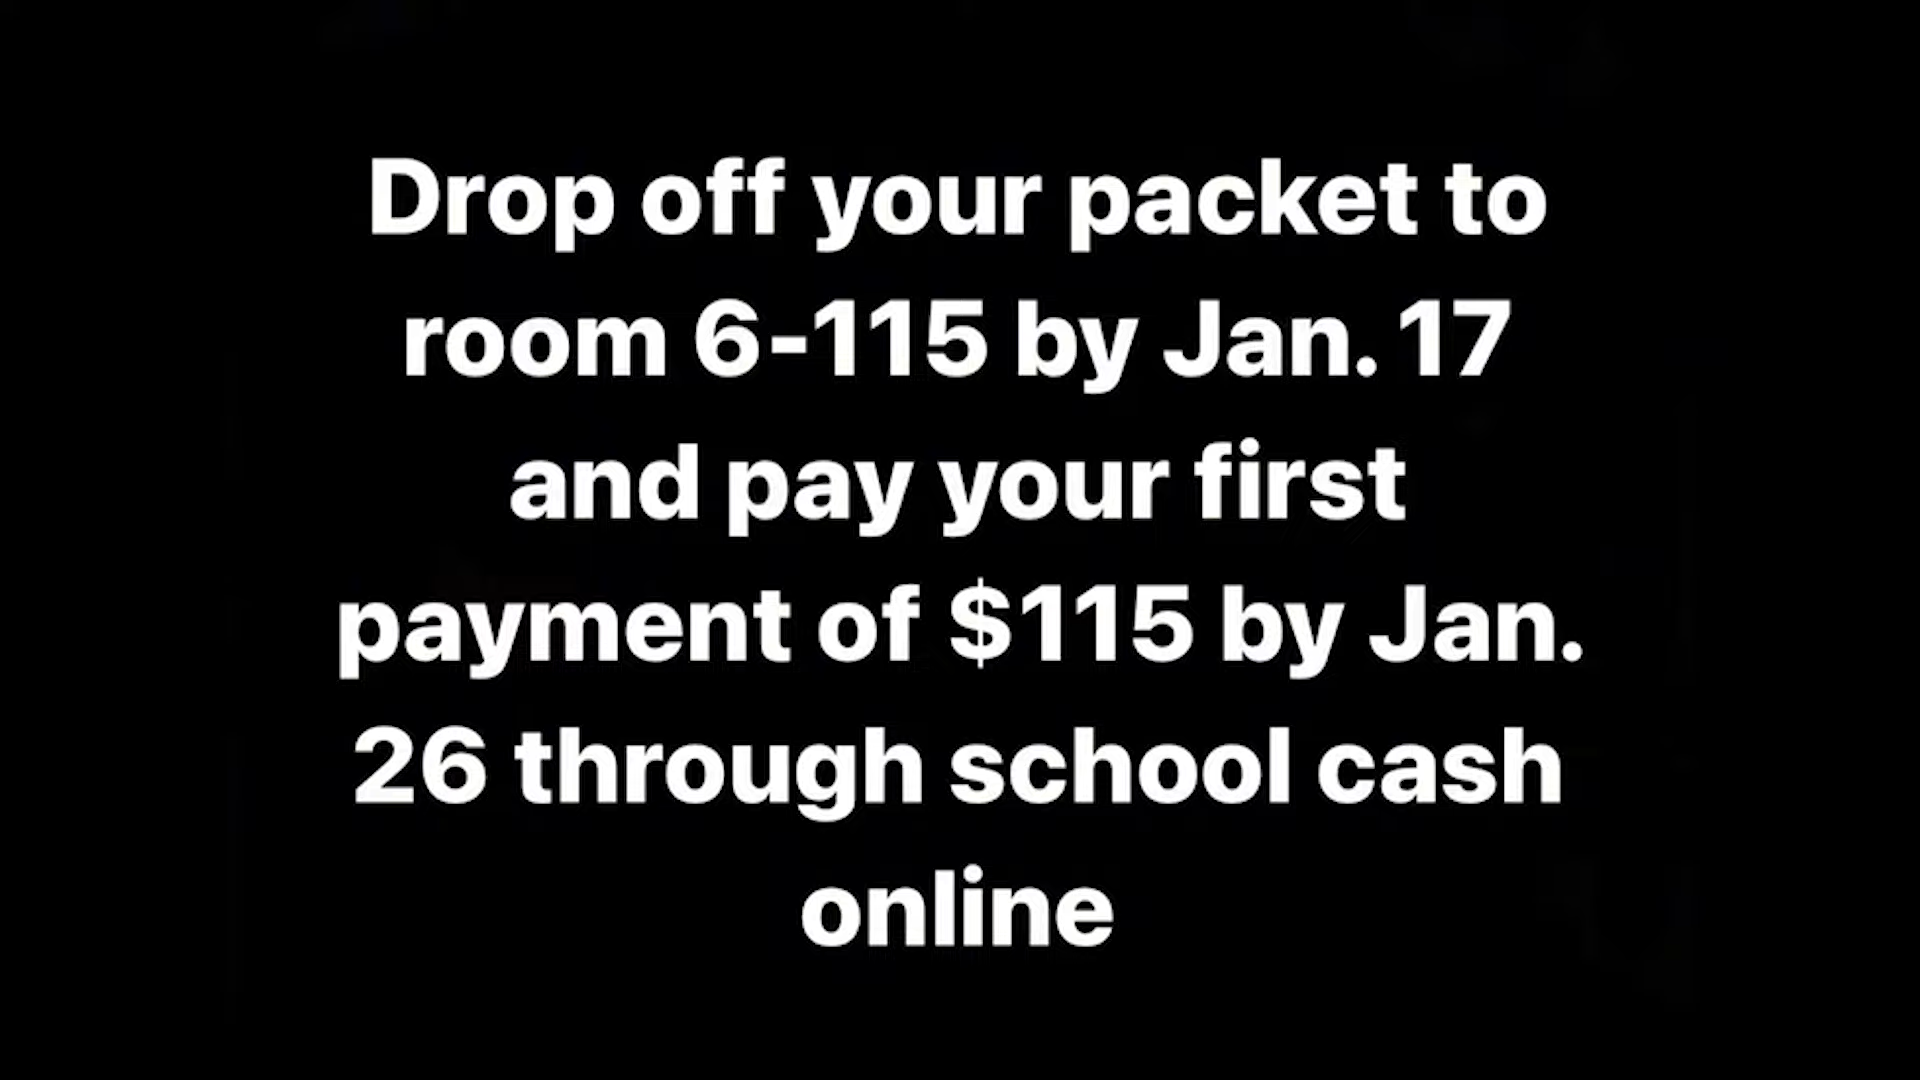 Drop off your packet to
room 6-115 by Jan. 17
and pay your first
payment of $115 by Jan.
26 through school cash
online